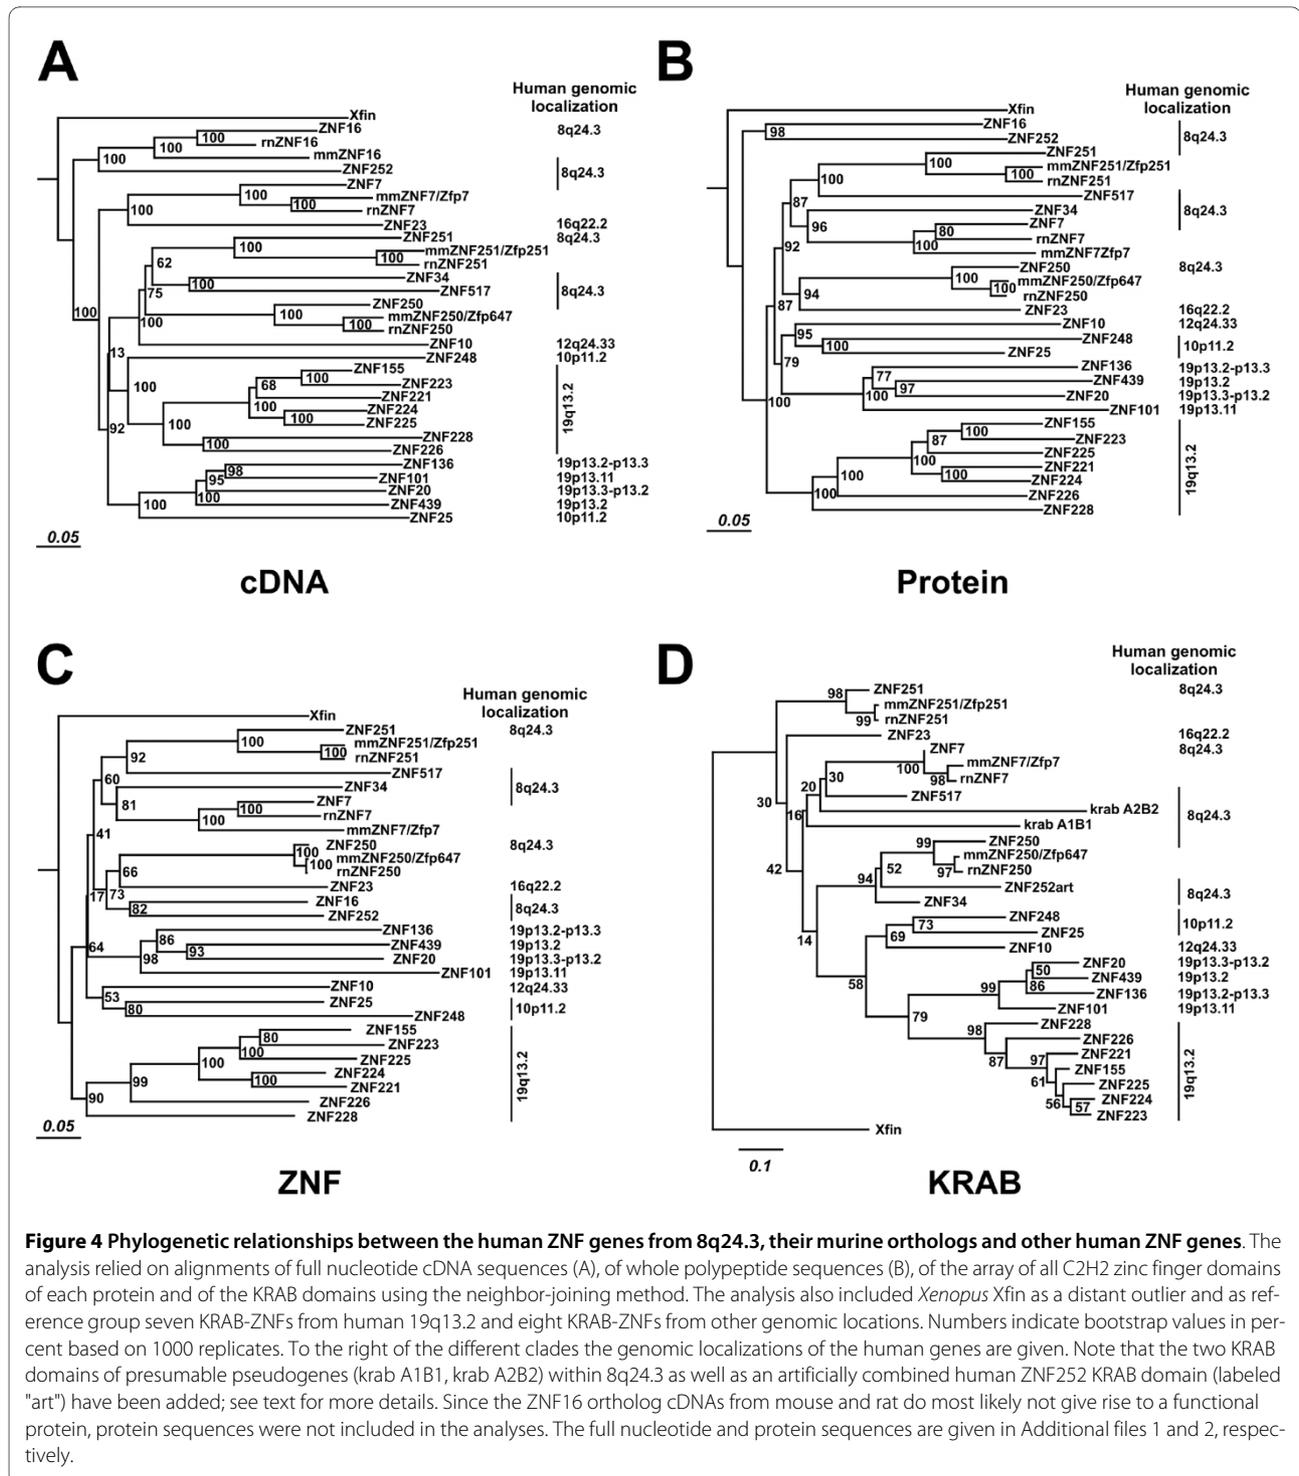 A
Human genomic
localization
Xfin
ZNF16
100
rnZNF16
8q24.3
100
mmZNF16
100
ZNF252
8q24.3
ZNF7
100
mmZNF7/Zfp7
100
rnZNF7
100
ZNF23
16q22.2
ZNF251
8q24.3
100
mmZNF251/Zfp251
100
rnZNF251
62
ZNF34
100
ZNF517
8q24.3
75
ZNF250
100
mmZNF250/Zfp647
100
rnZNF250
100
100
ZNF10
12q24.33
13
ZNF248
10p11.2
ZNF155
100
ZNF223
68
100
ZNF221
100
ZNF224
100
ZNF225
19q13.2
100
92
ZNF228
100
ZNF226
ZNF136
19p13.2-p13.3
98
ZNF101
19p13.11
95
ZNF20
19p13.3-p13.2
100
ZNF439
19p13.2
100
ZNF25
10p11.2
0.05
cDNA
B
Human genomic
localization
Xfin
ZNF16
98
ZNF252
8q24.3
ZNF251
100
mmZNF251/Zfp251
100
rnZNF251
100
ZNF517
87
ZNF34
8q24.3
96
ZNF7
80
rnZNF7
100
mmZNF7Zfp7
92
ZNF250
8q24.3
100
mmZNF250/Zfp647
100
rnZNF250
94
87
ZNF23
16q22.2
ZNF10
12q24.33
95
ZNF248
100
ZNF25
10p11.2
79
ZNF136
19p13.2-p13.3
77
ZNF439
19p13.2
97
ZNF20
19p13.3-p13.2
100
100
ZNF101
19p13.11
ZNF155
100
ZNF223
87
ZNF225
100
ZNF221
100
ZNF224
100
ZNF226
100
ZNF228
19q13.2
0.05
Protein
C
Human genomic
localization
Xfin
ZNF251
8q24.3
100
mmZNF251/Zfp251
100
rnZNF251
92
ZNF517
60
ZNF34
8q24.3
81
ZNF7
100
rnZNF7
100
mmZNF7/Zfp7
41
ZNF250
8q24.3
100
mmZNF250/Zfp647
100
rnZNF250
66
ZNF23
16q22.2
17
73
ZNF16
82
ZNF252
8q24.3
ZNF136
19p13.2-p13.3
86
ZNF439
19p13.2
64
93
ZNF20
19p13.3-p13.2
98
ZNF101
19p13.11
ZNF10
12q24.33
53
ZNF25
80
ZNF248
10p11.2
ZNF155
80
ZNF223
100
ZNF225
100
ZNF224
100
ZNF221
99
ZNF226
90
ZNF228
19q13.2
0.05
ZNF
D
Human genomic
localization
ZNF251
8q24.3
98
mmZNF251/Zfp251
99
rnZNF251
ZNF23
16q22.2
ZNF7
8q24.3
100
mmZNF7/Zfp7
98
rnZNF7
30
20
ZNF517
30
16
krab A2B2
krab A1B1
8q24.3
ZNF250
99
mmZNF250/Zfp647
97
rnZNF250
52
42
94
ZNF252art
ZNF34
8q24.3
ZNF248
73
ZNF25
10p11.2
69
ZNF10
12q24.33
14
ZNF20
19p13.3-p13.2
50
ZNF439
19p13.2
86
99
ZNF136
19p13.2-p13.3
58
ZNF101
19p13.11
79
ZNF228
98
ZNF226
87
ZNF221
97
ZNF155
61
ZNF225
56
ZNF224
57
ZNF223
19q13.2
Xfin
0.1
KRAB
Figure 4 Phylogenetic relationships between the human ZNF genes from 8q24.3, their murine orthologs and other human ZNF genes. The
analysis relied on alignments of full nucleotide cDNA sequences (A), of whole polypeptide sequences (B), of the array of all C2H2 zinc finger domains
of each protein and of the KRAB domains using the neighbor-joining method. The analysis also included Xenopus Xfin as a distant outlier and as ref-
erence group seven KRAB-ZNFs from human 19q13.2 and eight KRAB-ZNFs from other genomic locations. Numbers indicate bootstrap values in per-
cent based on 1000 replicates. To the right of the different clades the genomic localizations of the human genes are given. Note that the two KRAB
domains of presumable pseudogenes (krab A1B1, krab A2B2) within 8q24.3 as well as an artificially combined human ZNF252 KRAB domain (labeled
"art") have been added; see text for more details. Since the ZNF16 ortholog cDNAs from mouse and rat do most likely not give rise to a functional
protein, protein sequences were not included in the analyses. The full nucleotide and protein sequences are given in Additional files 1 and 2, respec-
tively.